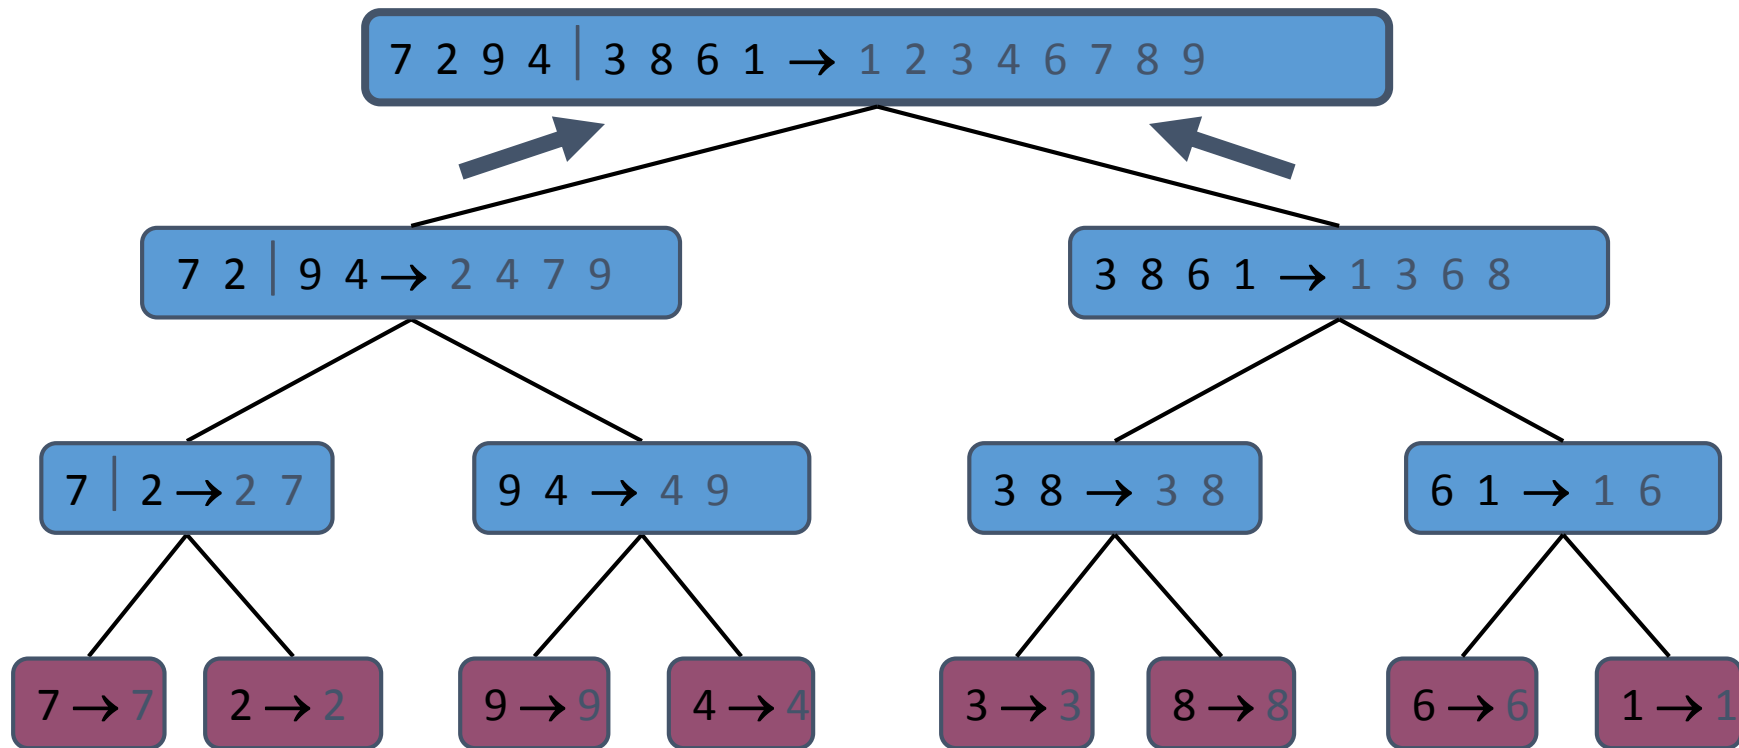 7 2 9 4 | 3 8 6 1 → 1 2 3 4 6 7 8 9
7 2 | 9 4 → 2 4 7 9
3 8 6 1 → 1 3 6 8
7 | 2 → 2 7
9 4 → 4 9
3 8 → 3 8
6 1 → 1 6
7 → 7
2 → 2
9 → 9
4 → 4
3 → 3
8 → 8
6 → 6
1 → 1